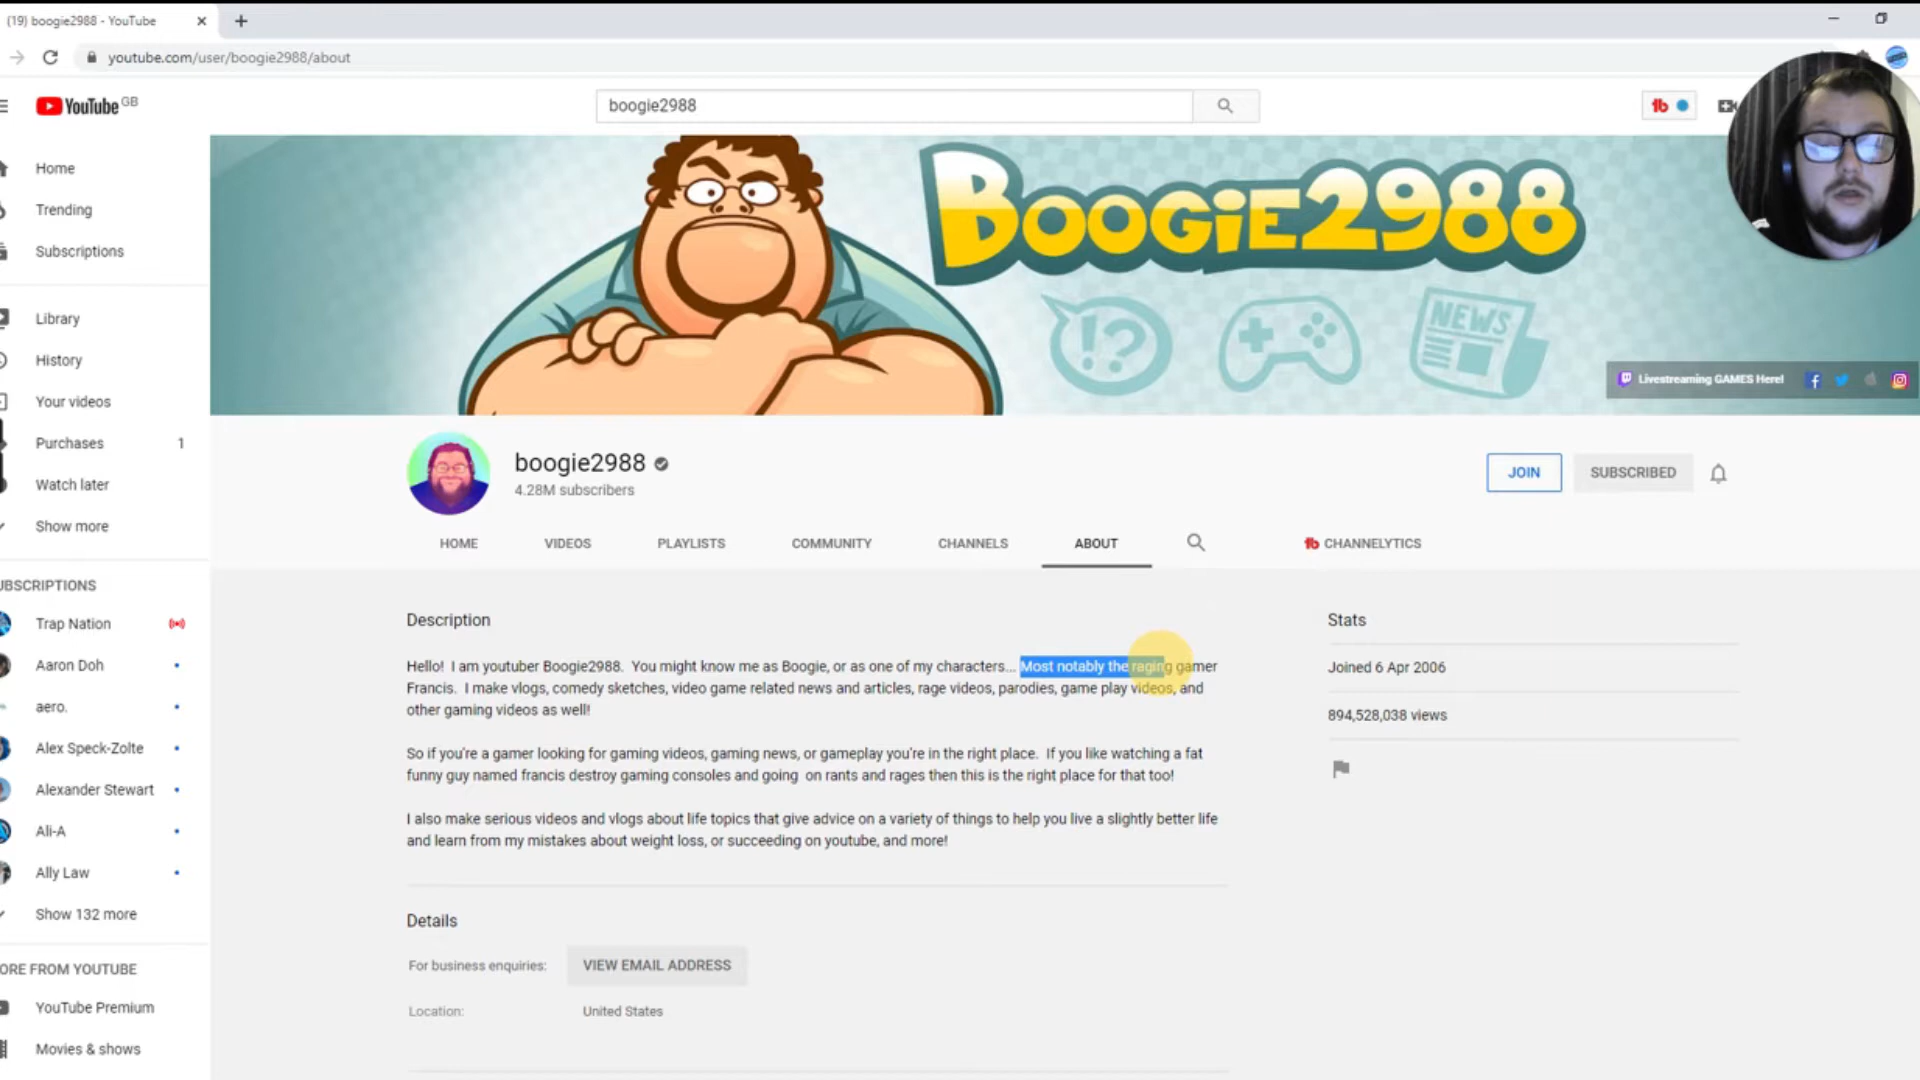 (19) boogie2988 - YouTube
youtube.com/user/boogie2988/about
YouTube GB
boogie2988
Home
Trending
Subscriptions
Library
History
Your videos
Purchases 1
Watch later
Show more
UBSCRIPTIONS
Trap Nation
Aaron Doh
aero.
Alex Speck-Zolte
Alexander Stewart
Ali-A
Ally Law
Show 132 more
ORE FROM YOUTUBE
YouTube Premium
Movies & shows
BOOGiE2988
!?
NEWS
Livestreaming GAMES Here!
boogie2988
4.28M subscribers
JOIN
SUBSCRIBED
HOME VIDEOS PLAYLISTS COMMUNITY CHANNELS ABOUT CHANNELYTICS
Description
Hello! I am youtuber Boogie2988. You might know me as Boogie, or as one of my characters... Most notably the raging gamer
Francis. I make vlogs, comedy sketches, video game related news and articles, rage videos, parodies, game play videos, and
other gaming videos as well!
So if you're a gamer looking for gaming videos, gaming news, or gameplay you're in the right place. If you like watching a fat
funny guy named francis destroy gaming consoles and going on rants and rages then this is the right place for that too!
I also make serious videos and vlogs about life topics that give advice on a variety of things to help you live a slightly better life
and learn from my mistakes about weight loss, or succeeding on youtube, and more!
Details
For business enquiries: VIEW EMAIL ADDRESS
Location: United States
Stats
Joined 6 Apr 2006
894,528,038 views